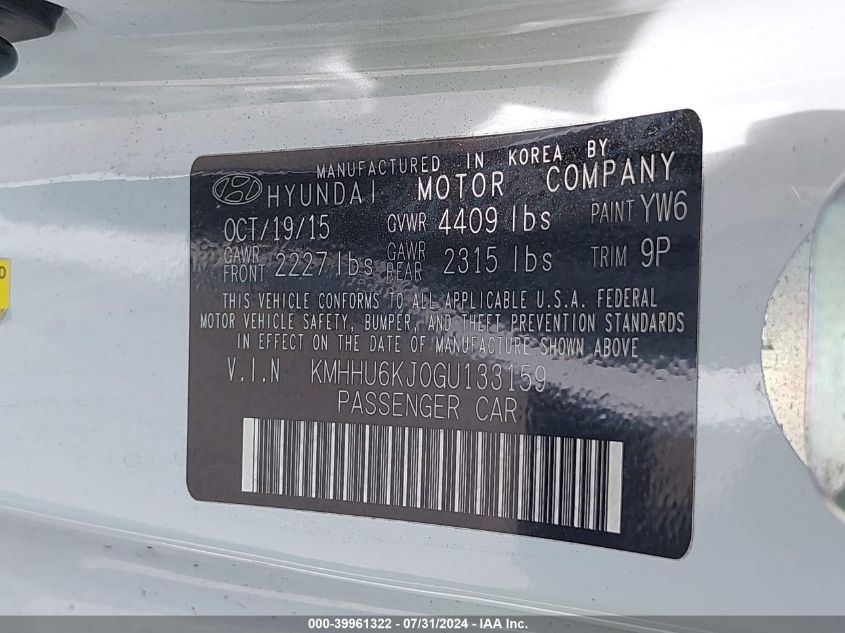 MANUFACTURED IN KOREA BY
HYUNDAI MOTOR COMPANY
OCT/19/15 GVWR 4409 lbs PAINT YW6
GAWR FRONT 2227 lbs GAWR REAR 2315 lbs TRIM 9P
THIS VEHICLE CONFORMS TO ALL APPLICABLE U.S.A. FEDERAL
MOTOR VEHICLE SAFETY, BUMPER, AND THEFT PREVENTION STANDARDS
IN EFFECT ON THE DATE OF MANUFACTURE SHOWN ABOVE.
V.I.N KMHHU6KJ0GU133159
PASSENGER CAR
000-39961322 - 07/31/2024 - IAAI.COM